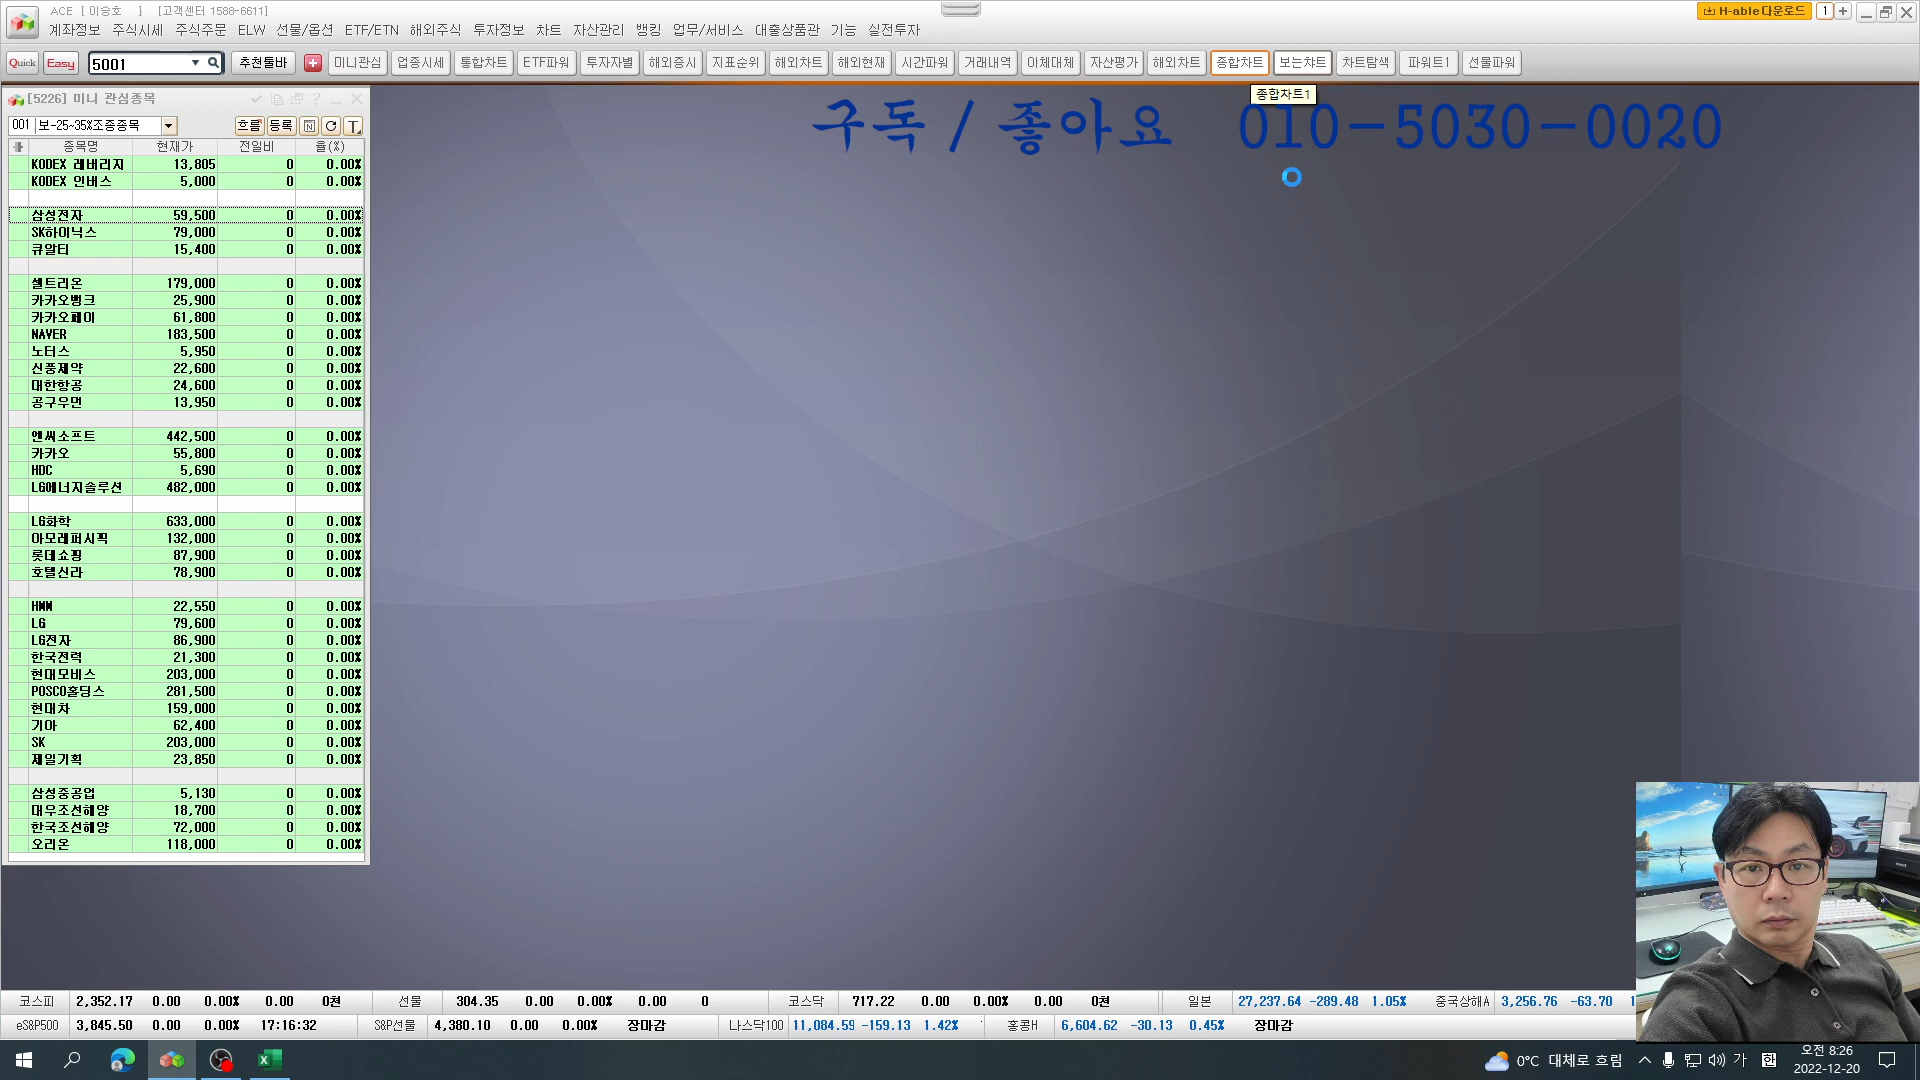 ACE [ 이승호 ] [고객센터 1588-6611]
H-able다운로드 1
계좌정보 주식시세 주식주문 ELW 선물/옵션 ETF/ETN 해외주식 투자정보 차트 자산관리 뱅킹 업무/서비스 대출상품관 기능 실전투자
Quick Easy 5001 추천툴바 미니관심 업종시세 통합차트 ETF파워 투자자별 해외증시 지표순위 해외차트 해외현재 시간파워 거래내역 이체대체 자산평가 해외차트 종합차트 보는챠트 차트탐색 파워트1 선물파워
종합차트1
[5226] 미니 관심종목
구독 / 좋아요 010-5030-0020
001 보-25~35%조종종목 흐름 등록
종목명 현재가 전일비 율(%)
KODEX 레버리지 13,805 0 0.00%
KODEX 인버스 5,000 0 0.00%
삼성전자 59,500 0 0.00%
SK하이닉스 79,000 0 0.00%
큐알티 15,400 0 0.00%
셀트리온 179,000 0 0.00%
카카오뱅크 25,900 0 0.00%
카카오페이 61,800 0 0.00%
NAVER 183,500 0 0.00%
노터스 5,950 0 0.00%
신풍제약 22,600 0 0.00%
대한항공 24,600 0 0.00%
공구우먼 13,950 0 0.00%
엔씨소프트 442,500 0 0.00%
카카오 55,800 0 0.00%
HDC 5,690 0 0.00%
LG에너지솔루션 482,000 0 0.00%
LG화학 633,000 0 0.00%
아모레퍼시픽 132,000 0 0.00%
롯데쇼핑 87,900 0 0.00%
호텔신라 78,900 0 0.00%
HMM 22,550 0 0.00%
LG 79,600 0 0.00%
LG전자 86,900 0 0.00%
한국전력 21,300 0 0.00%
현대모비스 203,000 0 0.00%
POSCO홀딩스 281,500 0 0.00%
현대차 159,000 0 0.00%
기아 62,400 0 0.00%
SK 203,000 0 0.00%
제일기획 23,850 0 0.00%
삼성중공업 5,130 0 0.00%
대우조선해양 18,700 0 0.00%
한국조선해양 72,000 0 0.00%
오리온 118,000 0 0.00%
코스피 2,352.17 0.00 0.00% 0.00 0천 선물 304.35 0.00 0.00% 0.00 0 코스닥 717.22 0.00 0.00% 0.00 0천 일본 27,237.64 -289.48 1.05% 중국상해A 3,256.76 -63.70 1
eS&P500 3,845.50 0.00 0.00% 17:16:32 S&P선물 4,380.10 0.00 0.00% 장마감 나스닥100 11,084.59 -159.13 1.42% 홍콩H 6,604.62 -30.13 0.45% 장마감
0°C 대체로 흐림 가 한 오전 8:26
2022-12-20